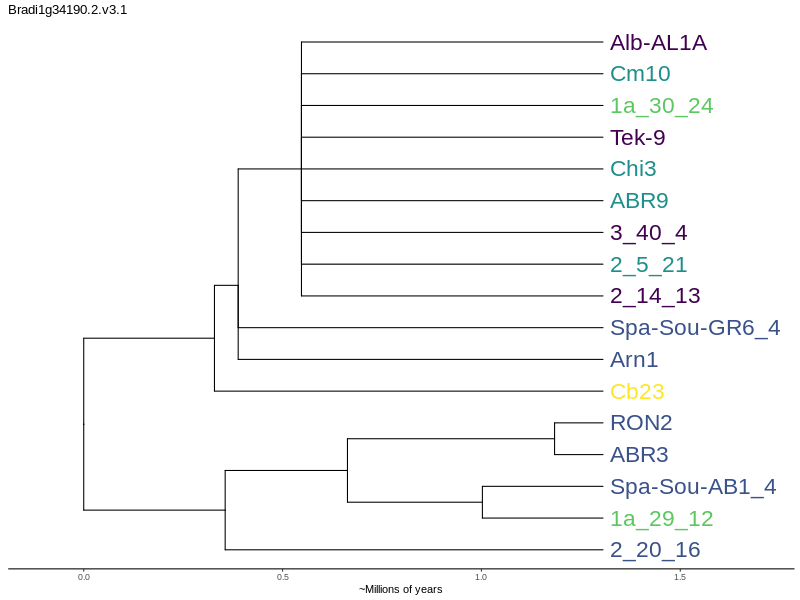 Bradi1g34190.2.v3.1
Alb-AL1A
Cm10
1a_30_24
Tek-9
Chi3
ABR9
3_40_4
2_5_21
2_14_13
Spa-Sou-GR6_4
Arn1
Cb23
RON2
ABR3
Spa-Sou-AB1_4
1a_29_12
2_20_16
0.0 0.5 1.0 1.5
~Millions of years